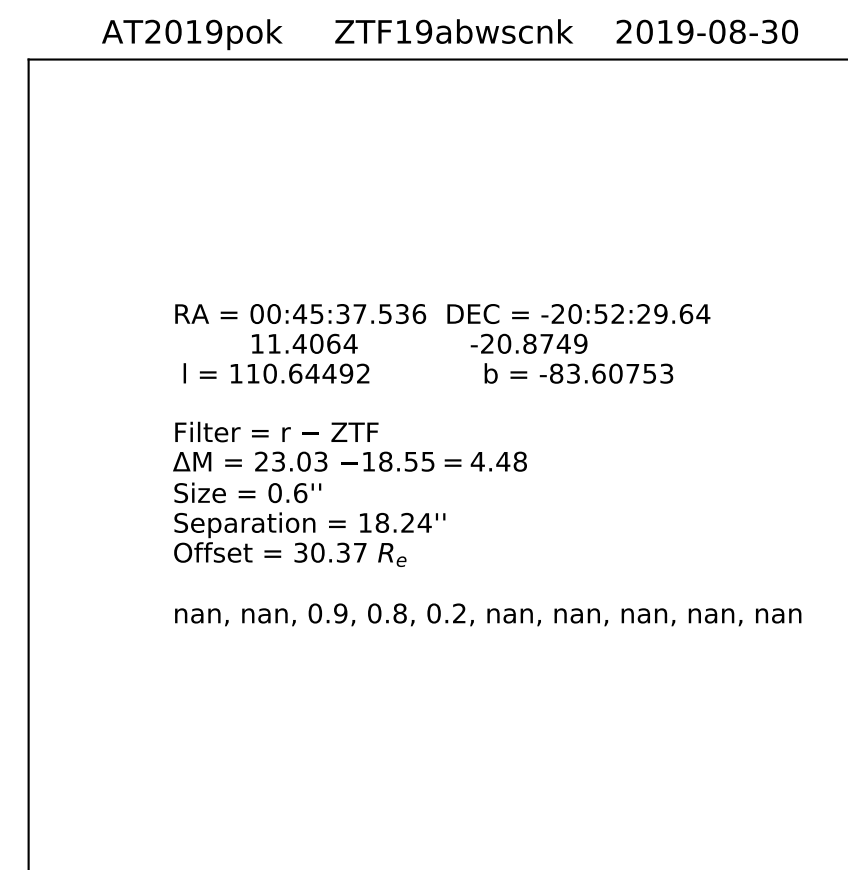 AT2019pok ZTF19abwscnk 2019-08-30
RA = 00:45:37.536 DEC = -20:52:29.64
11.4064 -20.8749
l = 110.64492 b = -83.60753
Filter = r − ZTF
ΔM = 23.03 −18.55 = 4.48
Size = 0.6''
Separation = 18.24''
Offset = 30.37 Re
nan, nan, 0.9, 0.8, 0.2, nan, nan, nan, nan, nan